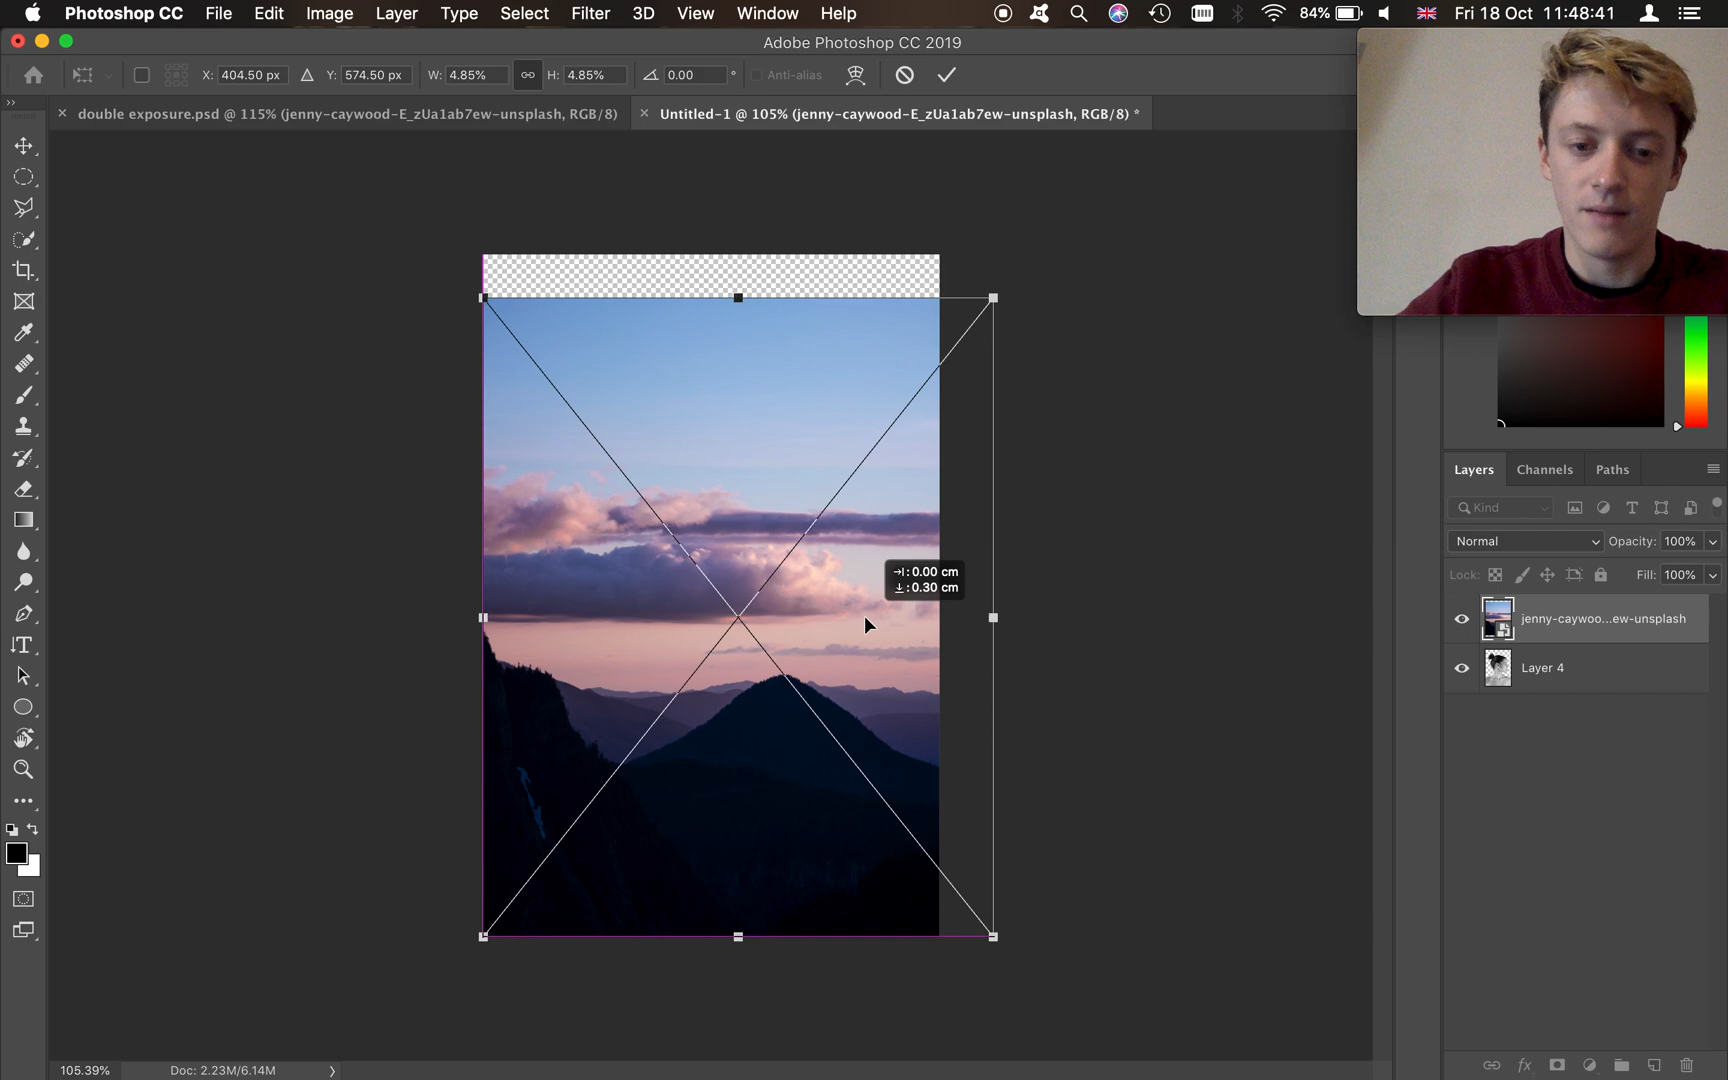 Photoshop CC File Edit Image Layer Type Select Filter 3D View Window Help 84% Fri 18 Oct 11:48:41
Adobe Photoshop CC 2019
X: 404.50 px Y: 574.50 px W: 4.85% H: 4.85% 0.00 ° Anti-alias
double exposure.psd @ 115% (jenny-caywood-E_zUa1ab7ew-unsplash, RGB/8) Untitled-1 @ 105% (jenny-caywood-E_zUa1ab7ew-unsplash, RGB/8) *
Layers Channels Paths
Kind
Normal Opacity: 100%
Lock: Fill: 100%
: 0.00 cm
: 0.30 cm
jenny-caywoo...ew-unsplash
Layer 4
105.39% Doc: 2.23M/6.14M